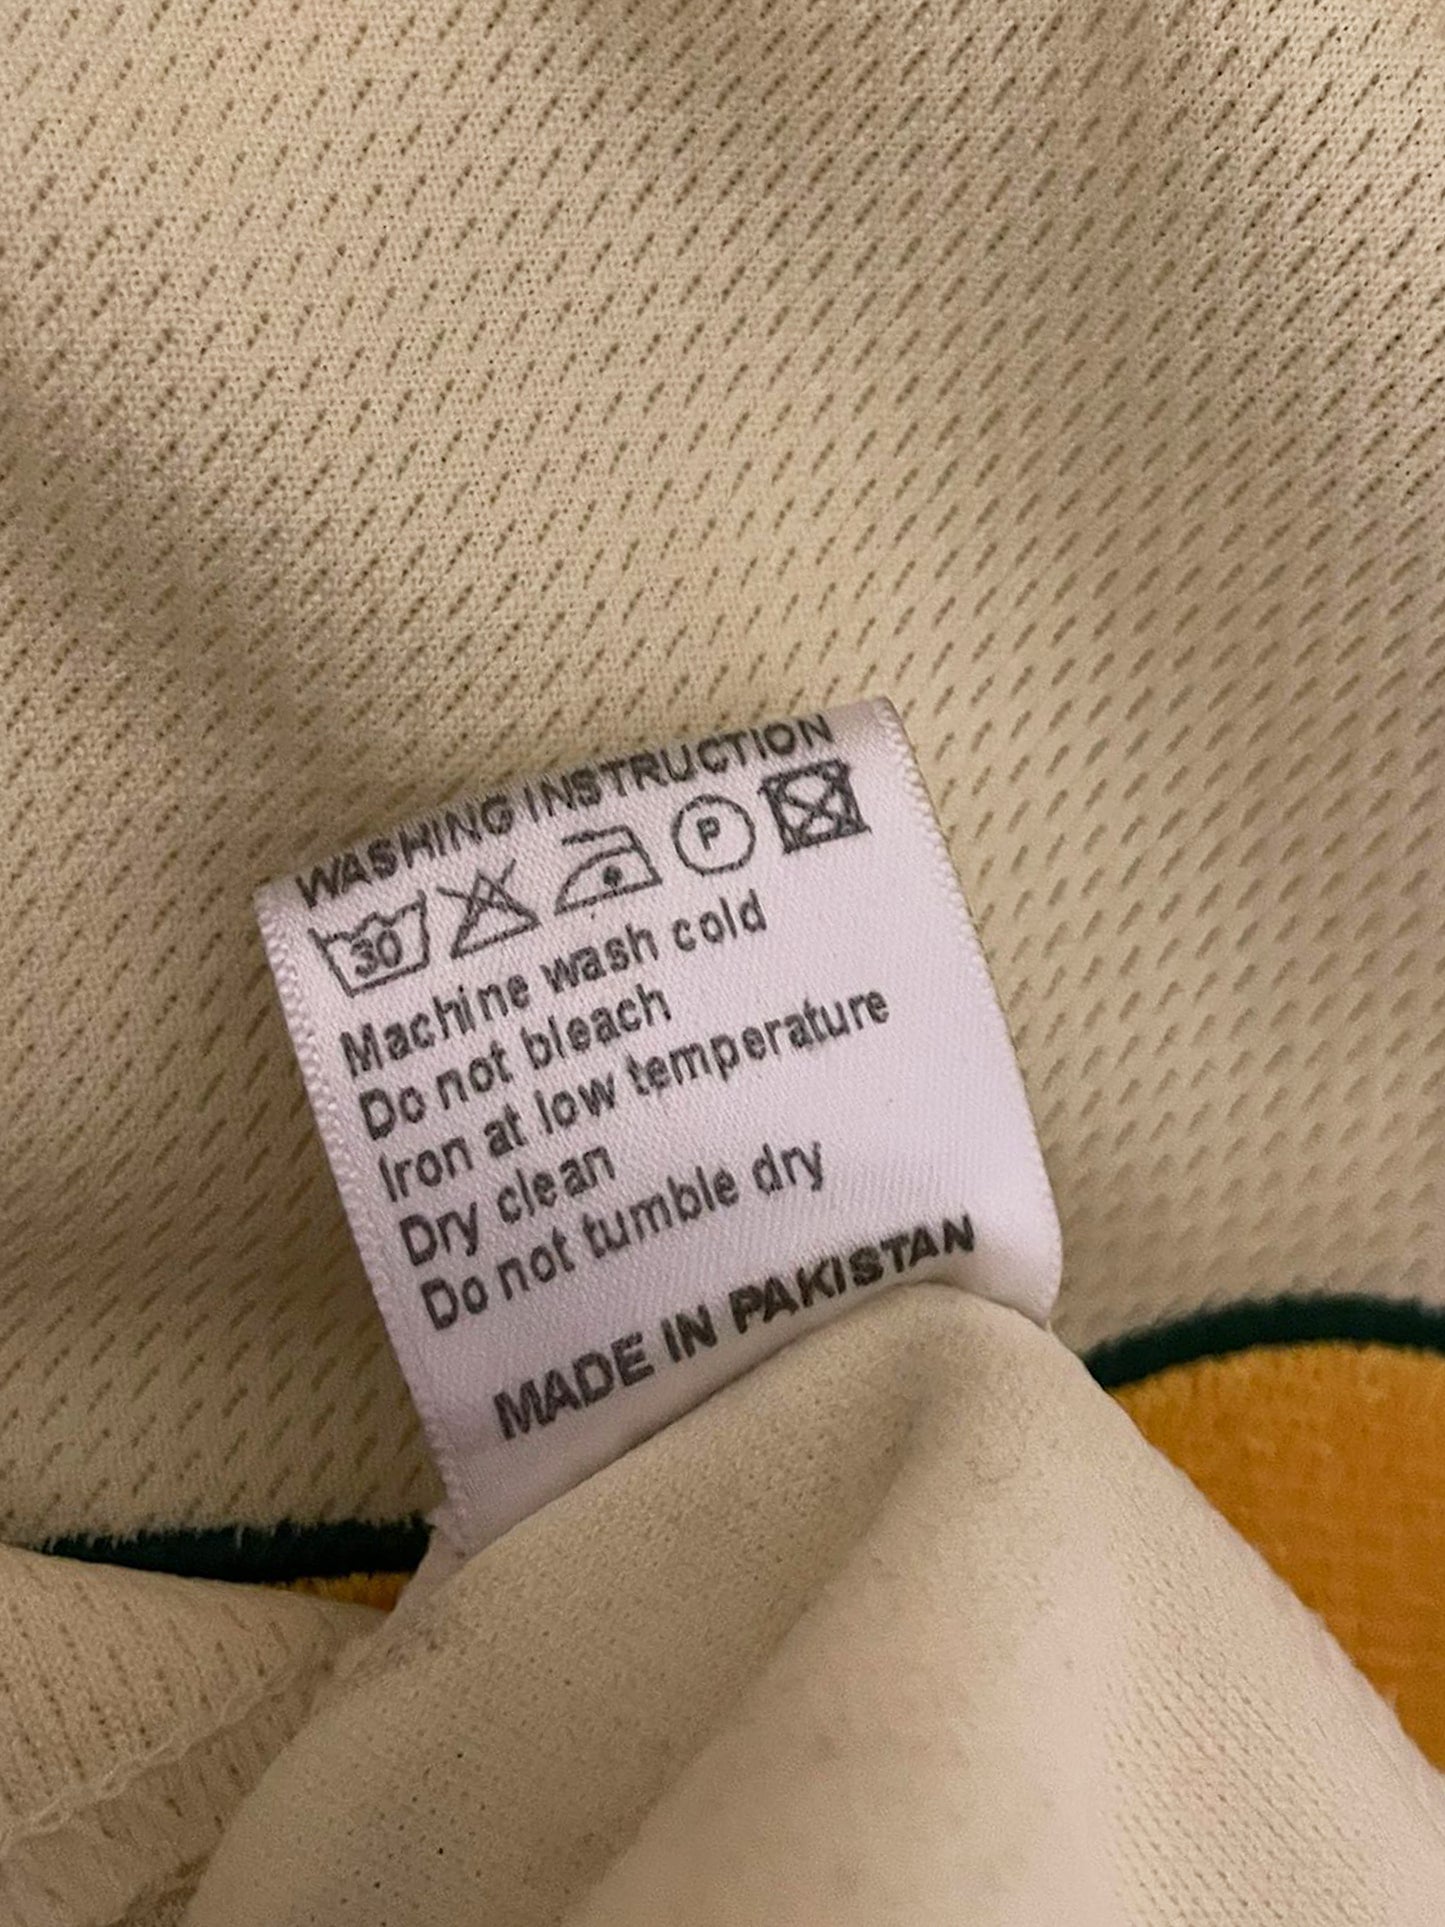 WASHING INSTRUCTION
30 P
Machine wash cold
Do not bleach
Iron at low temperature
Dry clean
Do not tumble dry
MADE IN PAKISTAN